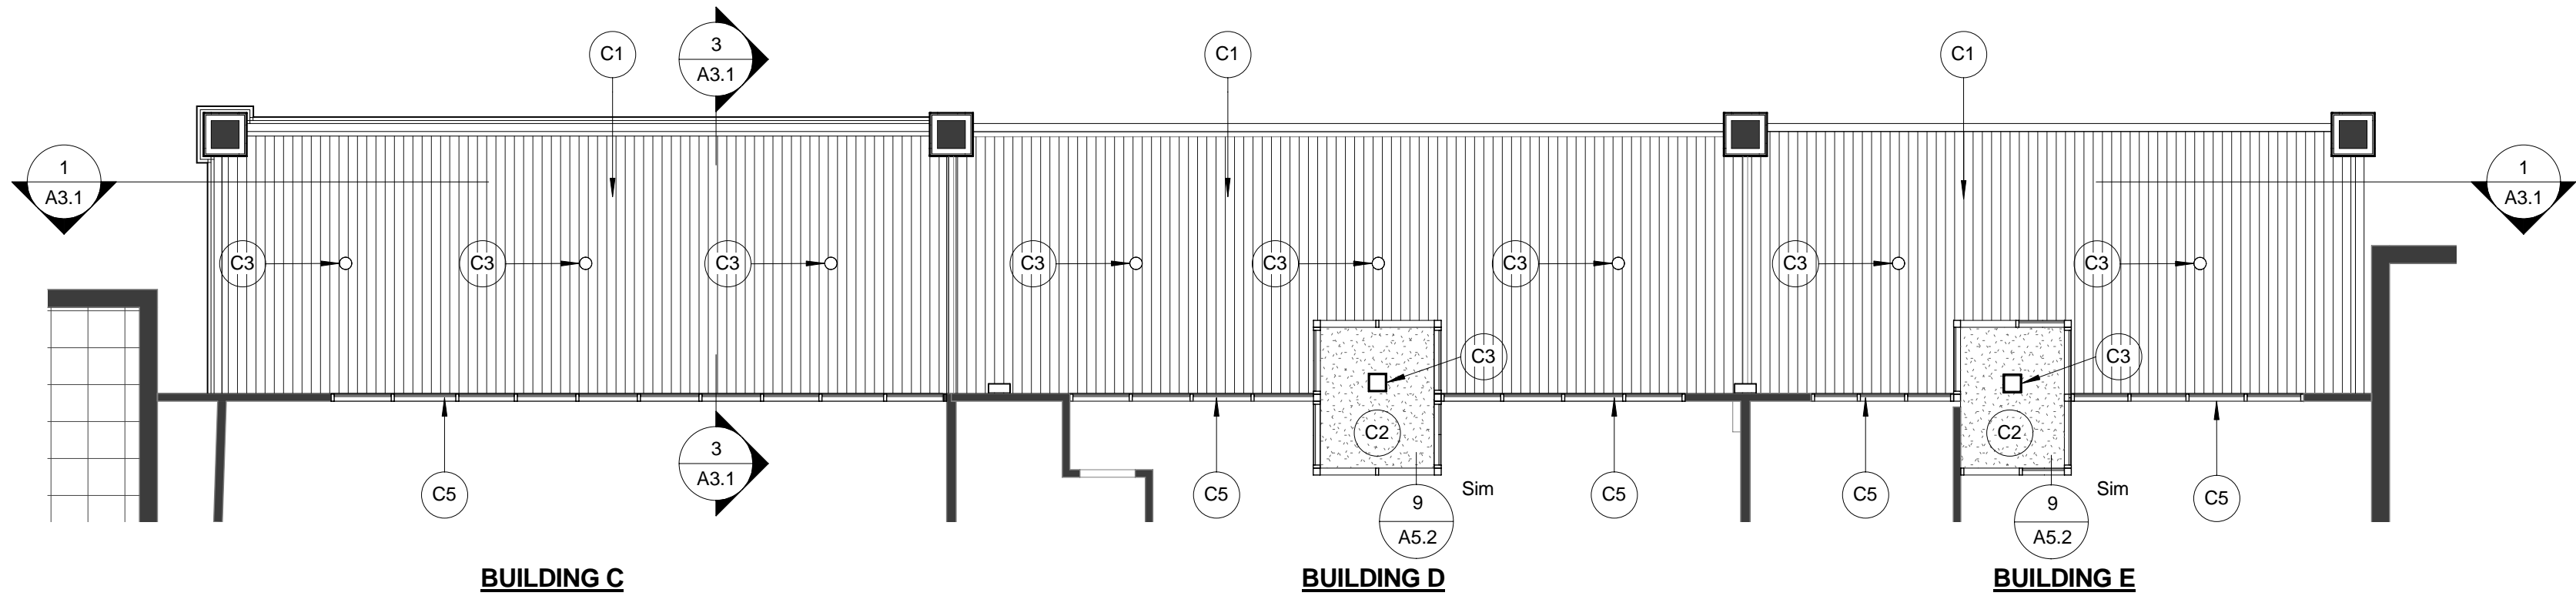 C1
3
A3.1
C1
C1
1
A3.1
1
A3.1
C3
C3
C3
C3
C3
C3
C3
C3
C3
C3
C2
C2
3
A3.1
C5
C5
Sim
C5
C5
Sim
C5
9
A5.2
9
A5.2
BUILDING C
BUILDING D
BUILDING E